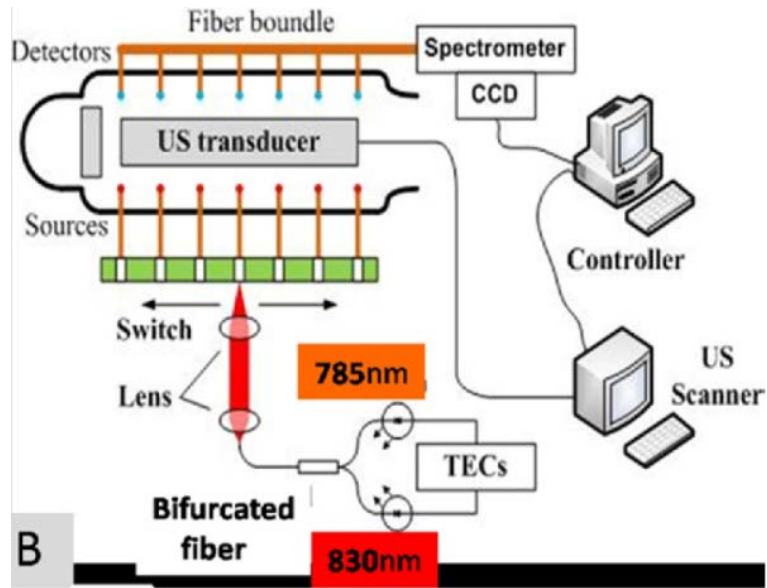 Fiber boundle
Detectors
Spectrometer
CCD
US transducer
Sources
Controller
Switch
785nm
US
Scanner
Lens
TECs
Bifurcated
fiber
830nm
B